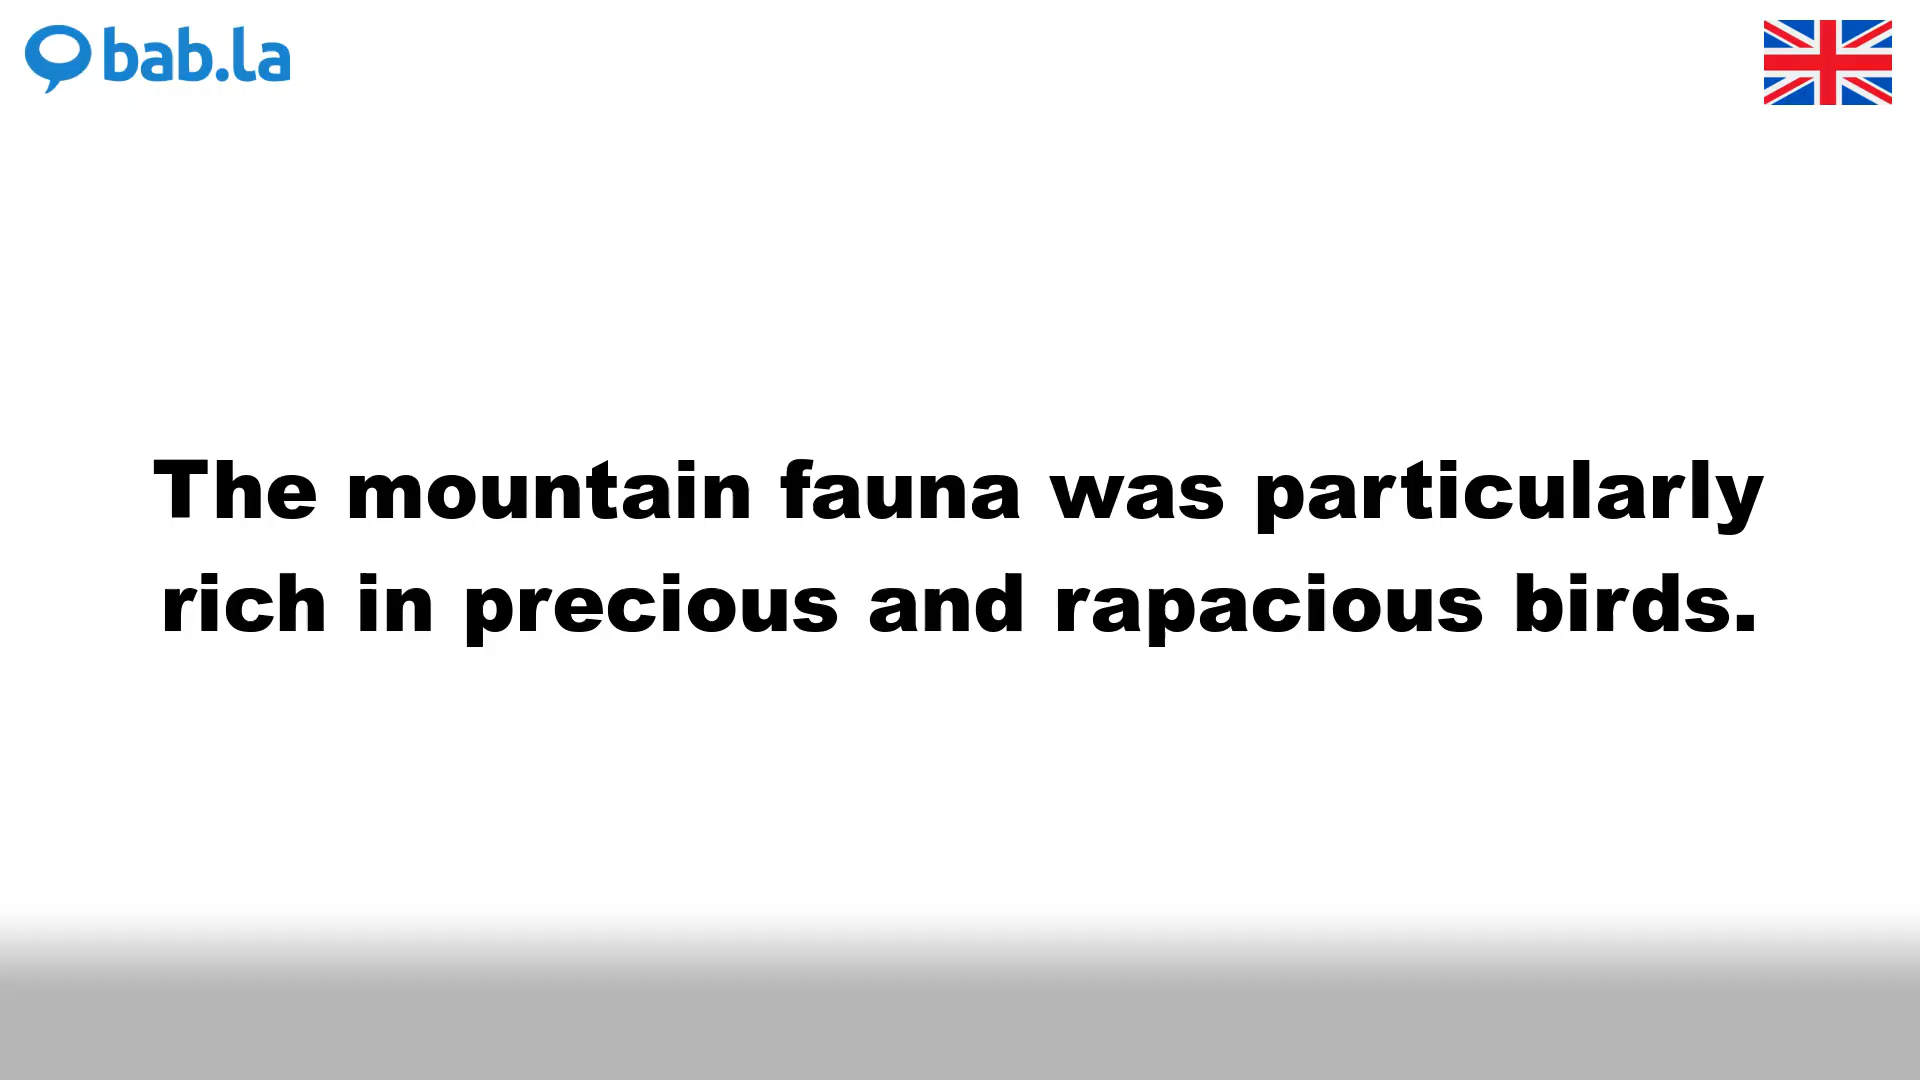 bab.la
The mountain fauna was particularly
rich in precious and rapacious birds.